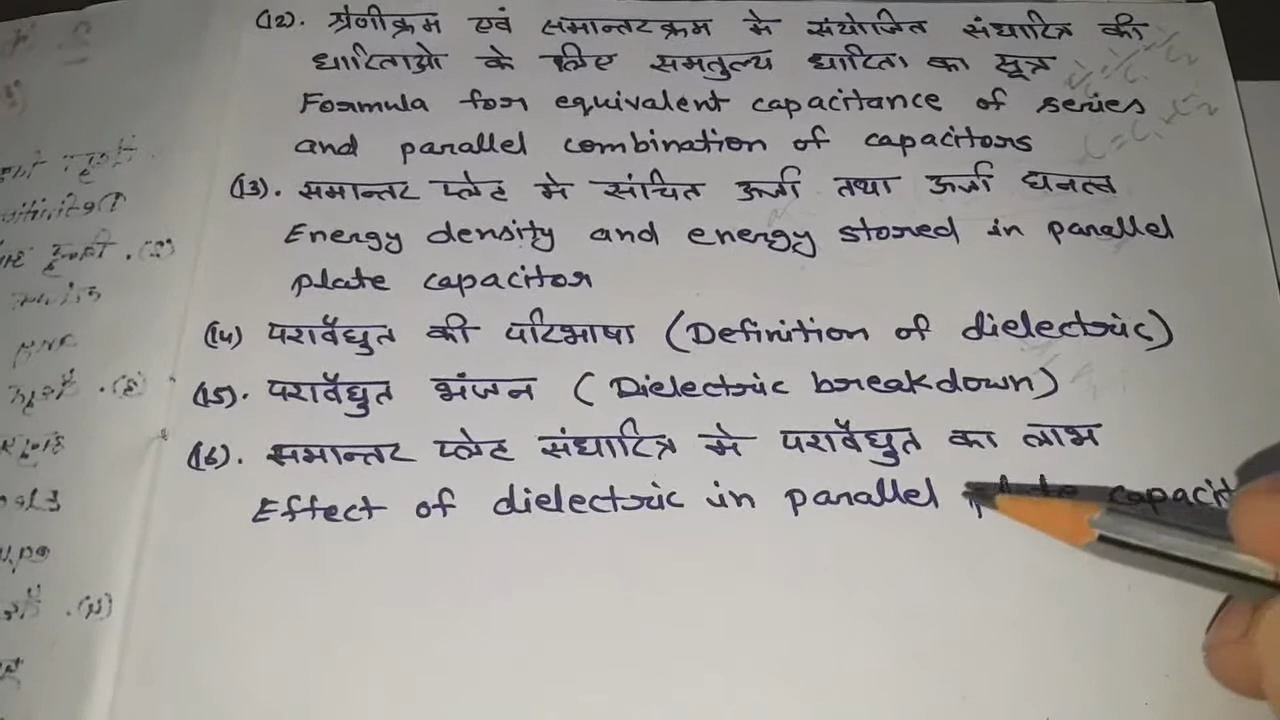 (12). श्रेणीक्रम एवं समान्तरक्रम मे संयोजित संधारित्र की
धारिताओ के लिए समतुल्य धारिता का सूत्र
Formula for equivalent capacitance of series
and parallel combination of capacitors
(13). समान्तर प्लेट मे संचित ऊर्जा तथा ऊर्जा घनत्व
Energy density and energy stored in parallel
plate capacitor
(14) परावैद्युत की परिभाषा (Definition of dielectric)
(15). परावैद्युत भंजन (Dielectric breakdown)
(16). समान्तर प्लेट संधारित्र मे परावैद्युत का लाभ
Effect of dielectric in parallel